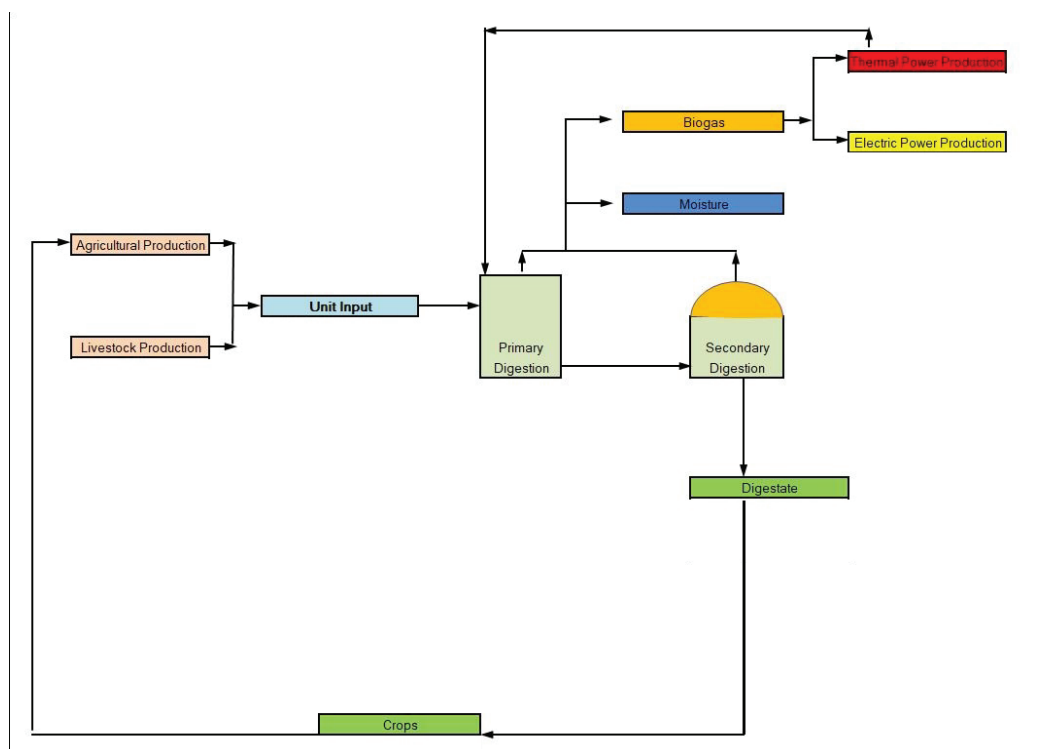 Thermal Power Production
Biogas
Electric Power Production
Moisture
Agricultural Production
Unit Input
Livestock Production
Primary
Digestion
Secondary
Digestion
Digestate
Crops